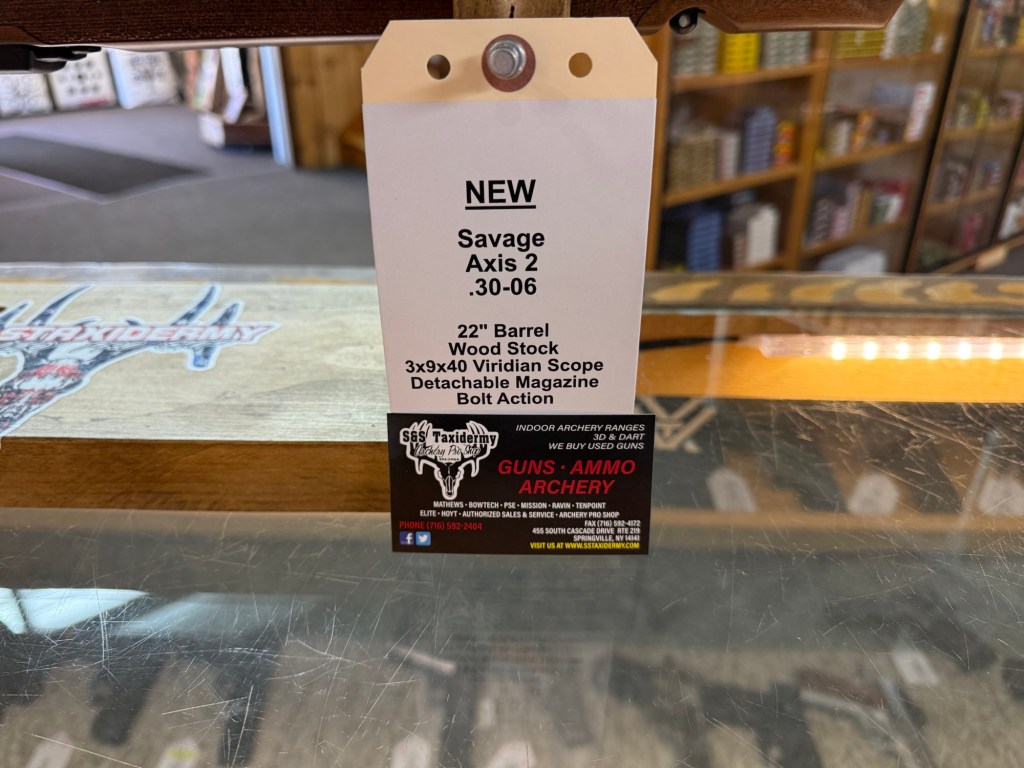 NEW
Savage
Axis 2
.30-06
22" Barrel
Wood Stock
3x9x40 Viridian Scope
Detachable Magazine
Bolt Action
STAXIDERMY
S&S Taxidermy
Archery Pro Shop
INDOOR ARCHERY RANGES
3D & DART
WE BUY USED GUNS
GUNS · AMMO
ARCHERY
MATHEWS · BOWTECH · PSE · MISSION · RAVIN · TENPOINT
ELITE · HOYT · AUTHORIZED SALES & SERVICE · ARCHERY PRO SHOP
PHONE (716) 592-2404
FAX (716) 592-4172
455 SOUTH CASCADE DRIVE RTE 219
SPRINGVILLE, NY 14141
VISIT US AT WWW.SSTAXIDERMY.COM